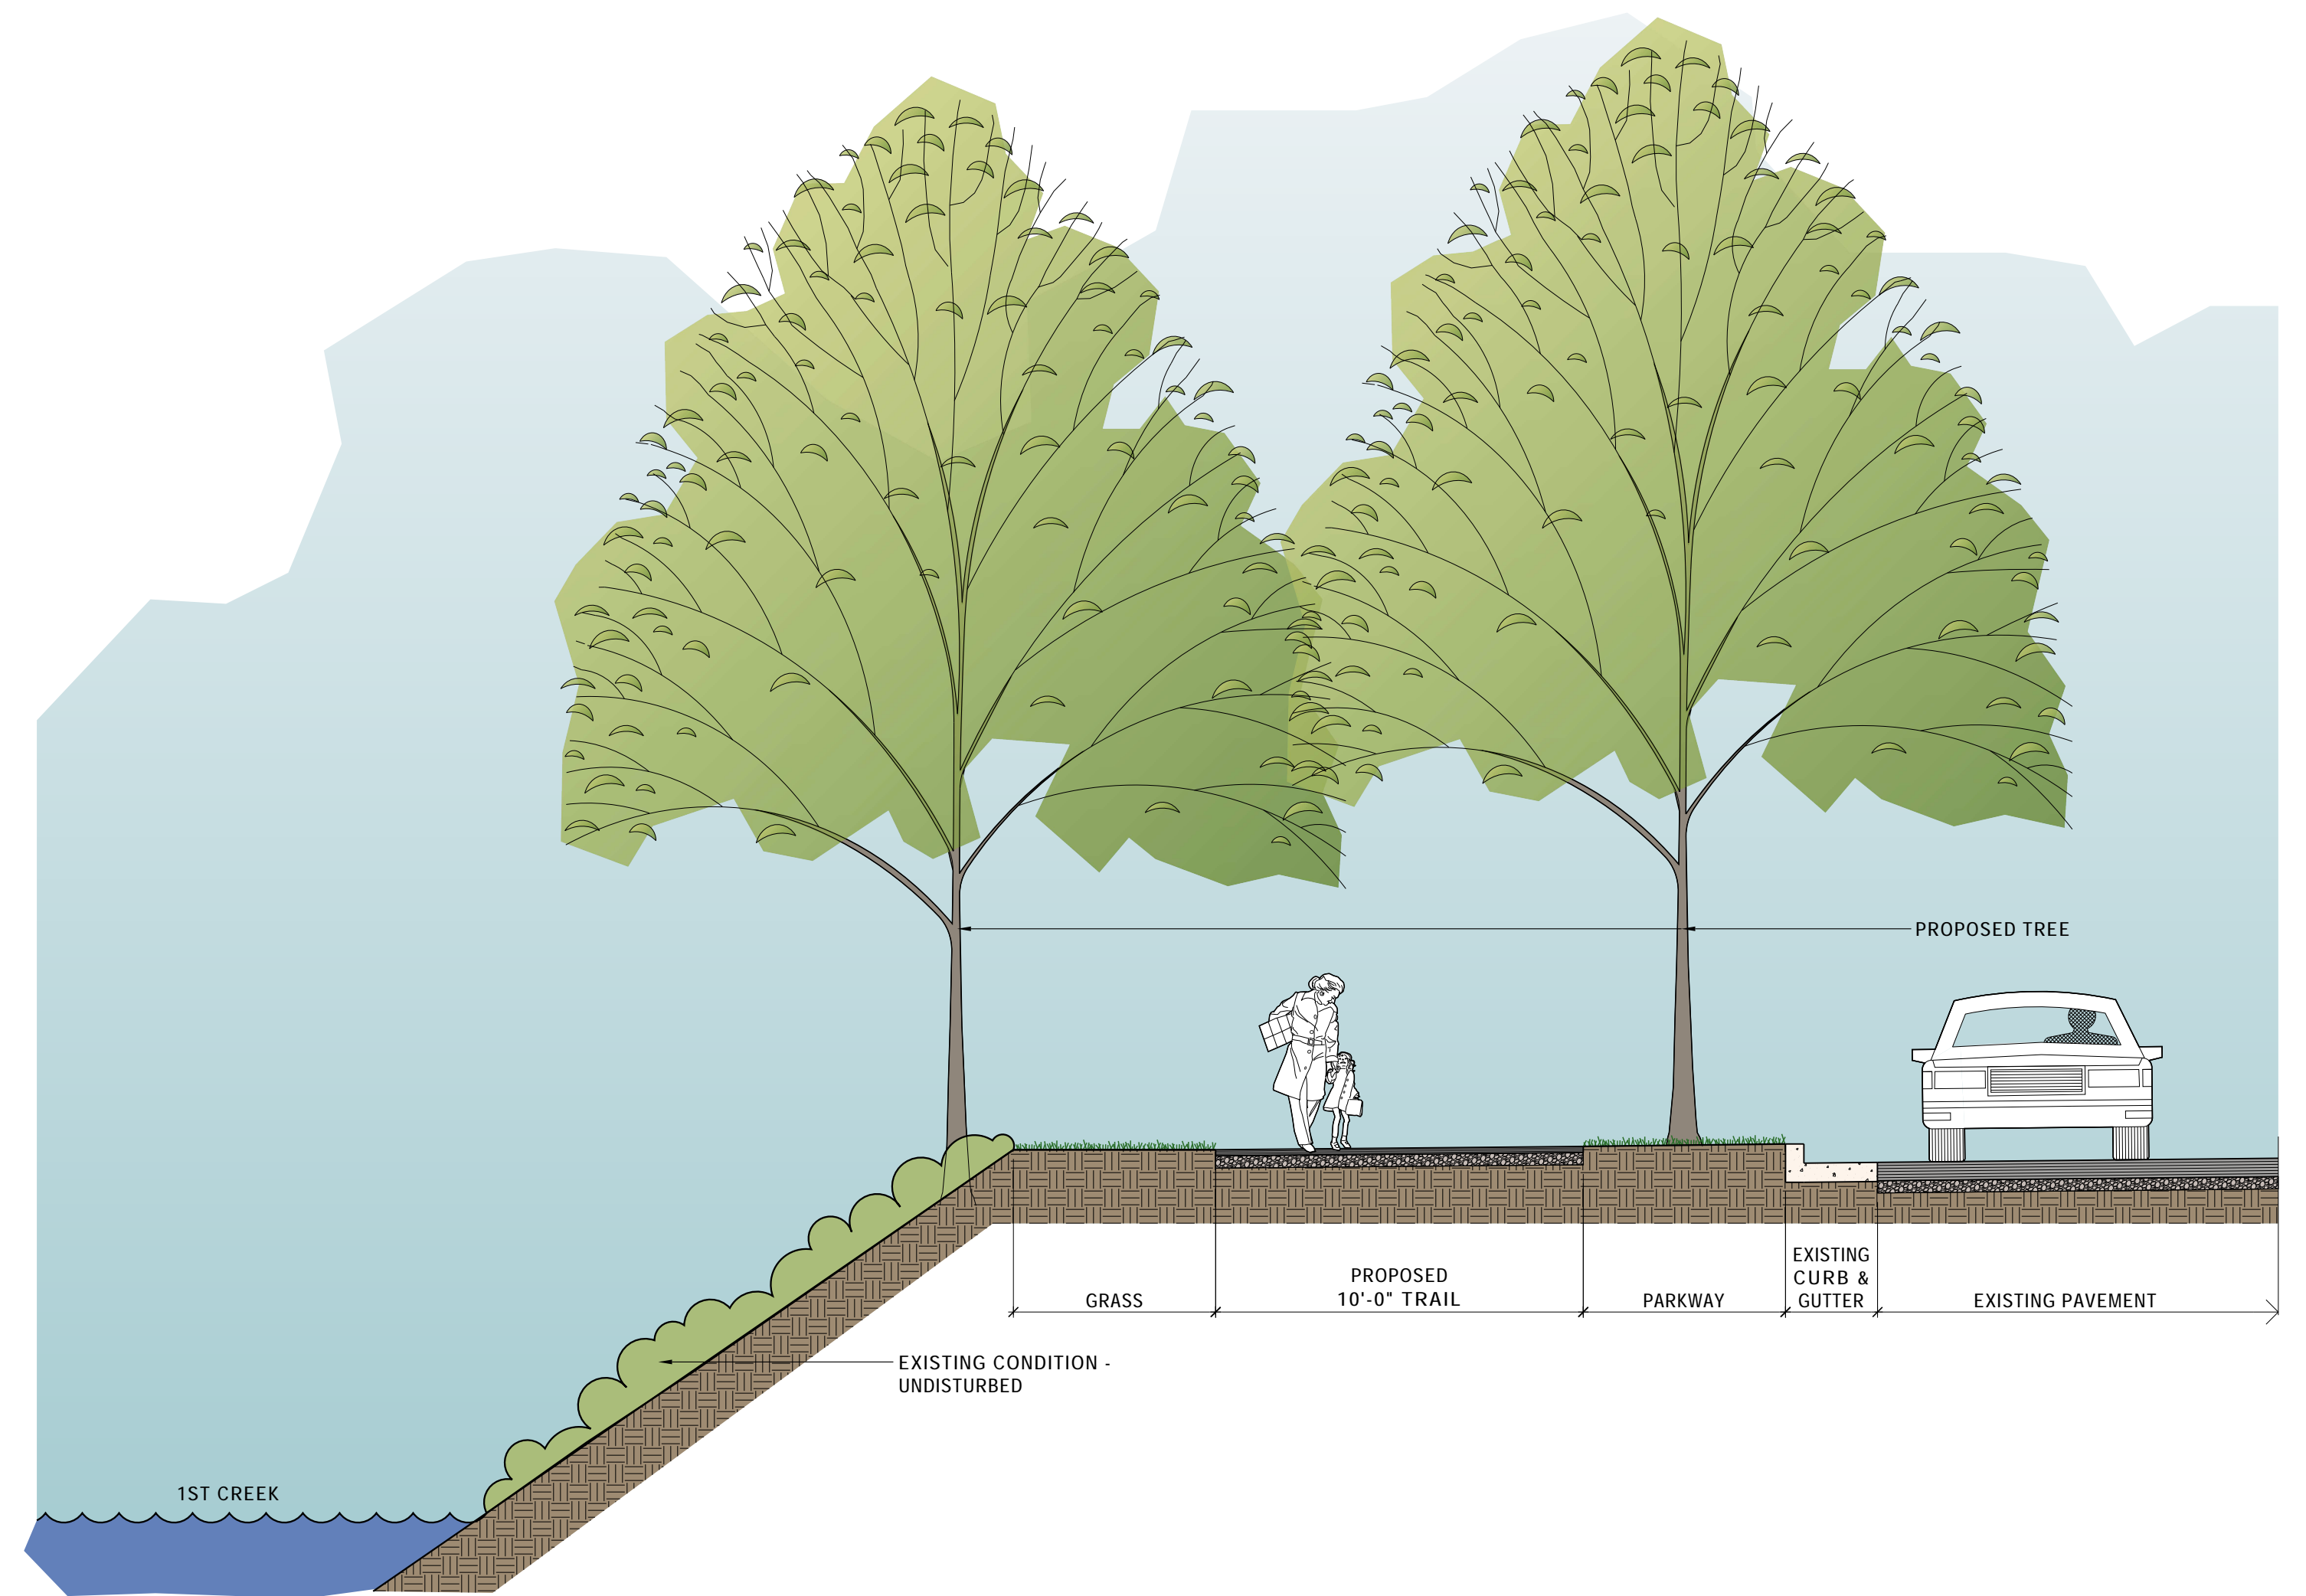 PROPOSED TREE
GRASS
PROPOSED
10'-0" TRAIL
PARKWAY
EXISTING
CURB &
GUTTER
EXISTING PAVEMENT
EXISTING CONDITION -
UNDISTURBED
1ST CREEK